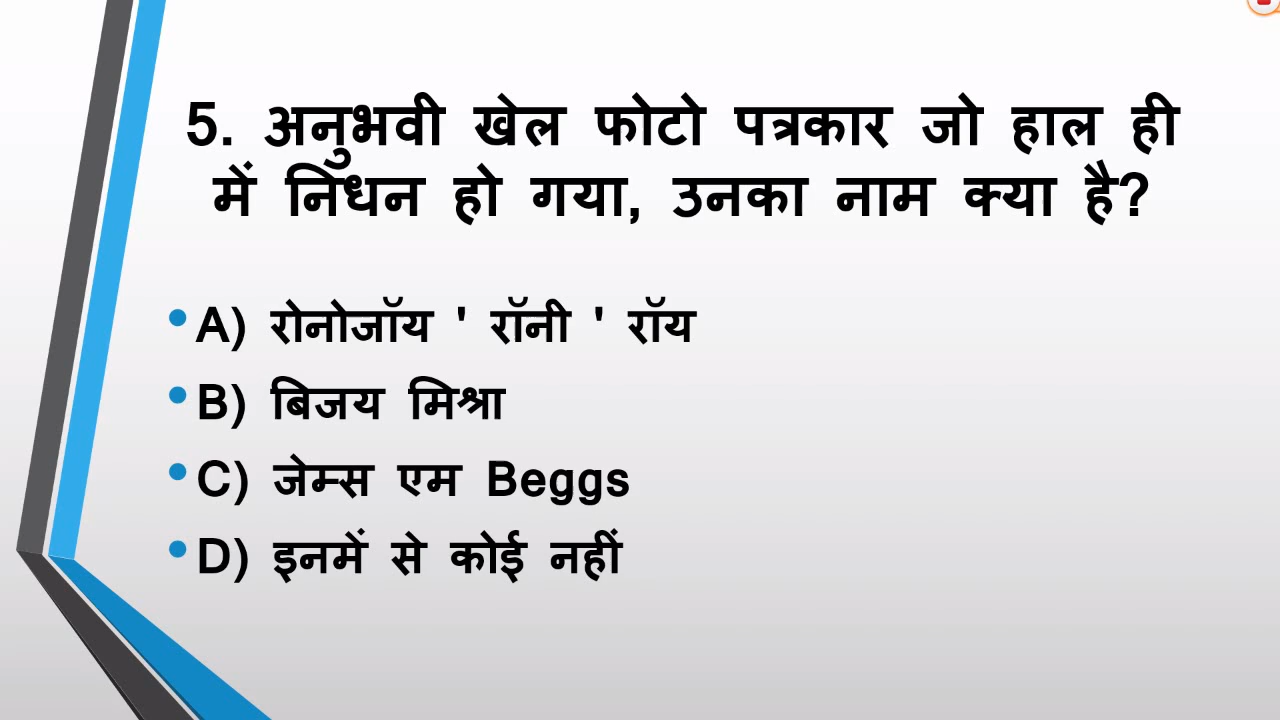 5. अनुभवी खेल फोटो पत्रकार जो हाल ही
में निधन हो गया, उनका नाम क्या है?
A) रोनोजॉय ' रॉनी ' रॉय
B) बिजय मिश्रा
C) जेम्स एम Beggs
D) इनमें से कोई नहीं